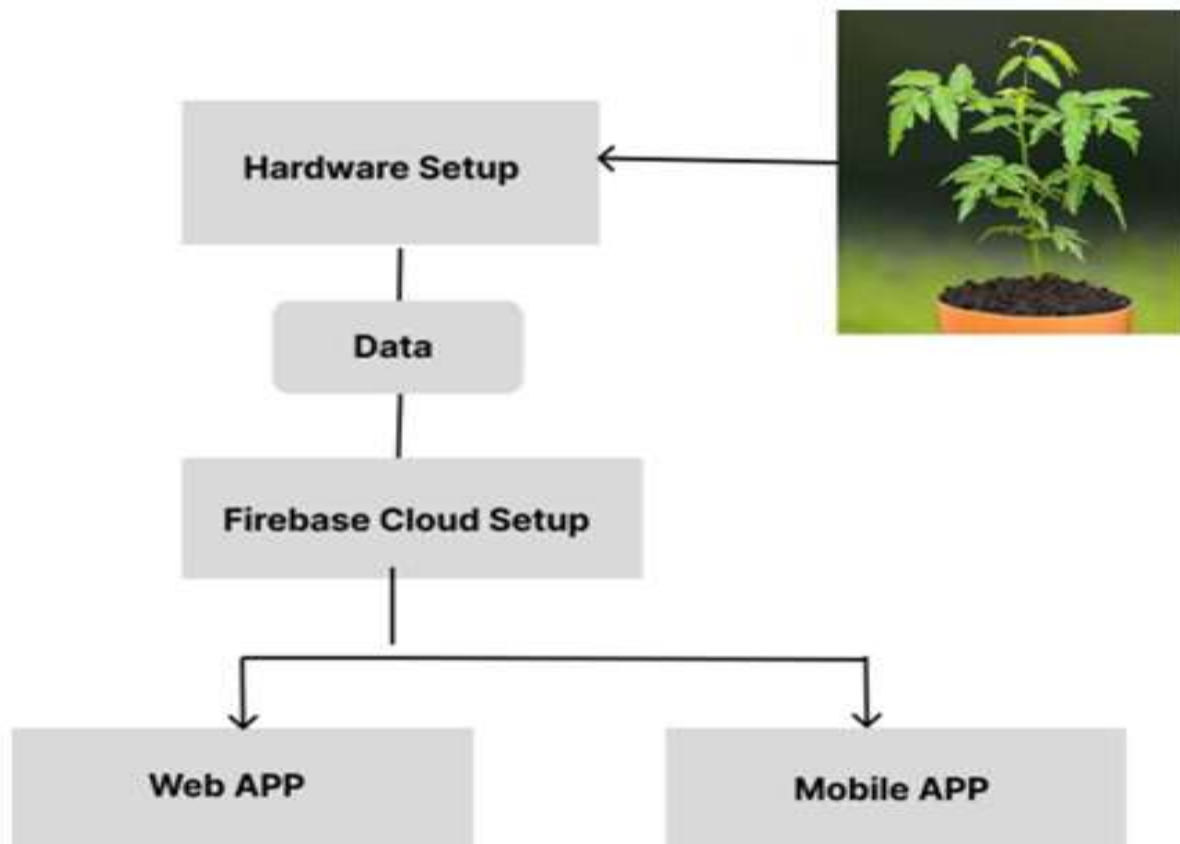 Hardware Setup
Data
Firebase Cloud Setup
Web APP
Mobile APP